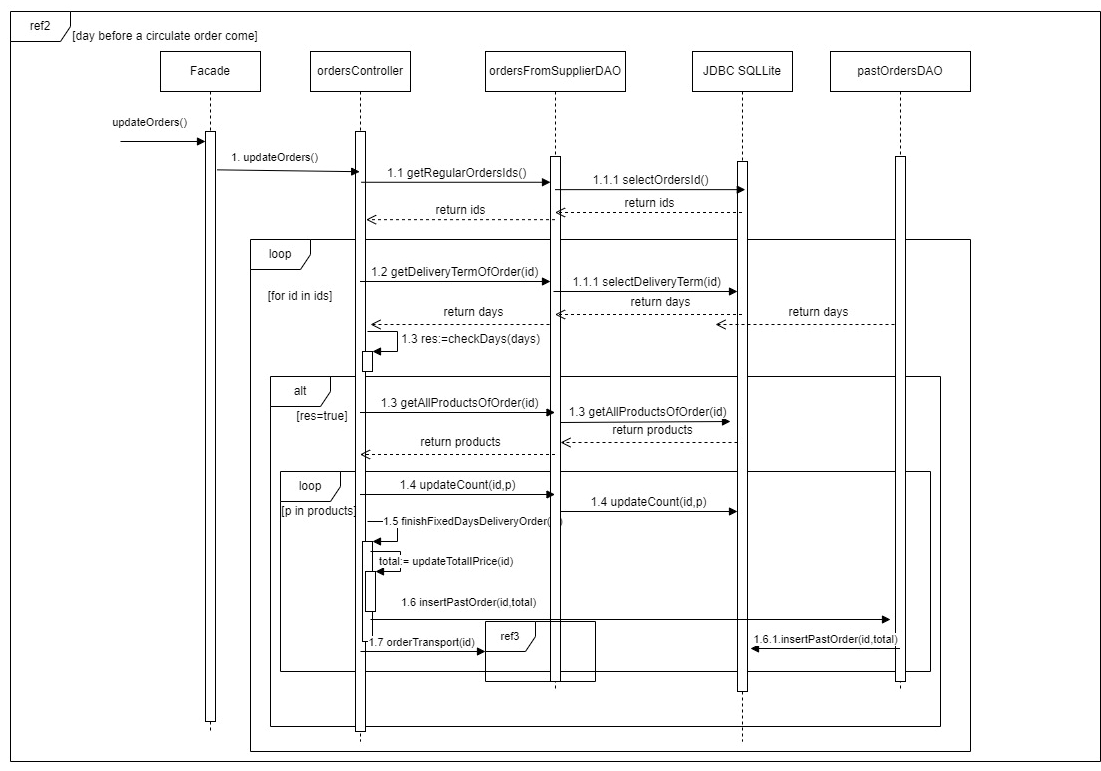 ref2
[day before a circulate order come]
Facade
ordersController
ordersFromSupplierDAO
JDBC SQLLite
pastOrdersDAO
updateOrders()
1. updateOrders()
1.1 getRegularOrdersIds()
1.1.1 selectOrdersId()
return ids
return ids
loop
[for id in ids]
1.2 getDeliveryTermOfOrder(id)
1.1.1 selectDeliveryTerm(id)
return days
return days
return days
1.3 res:=checkDays(days)
alt
[res=true]
1.3 getAllProductsOfOrder(id)
1.3 getAllProductsOfOrder(id)
return products
return products
loop
[p in products]
1.4 updateCount(id,p)
1.4 updateCount(id,p)
1.5 finishFixedDaysDeliveryOrder( )
total:= updateTotallPrice(id)
1.6 insertPastOrder(id,total)
ref3
1.7 orderTransport(id)
1.6.1.insertPastOrder(id,total)